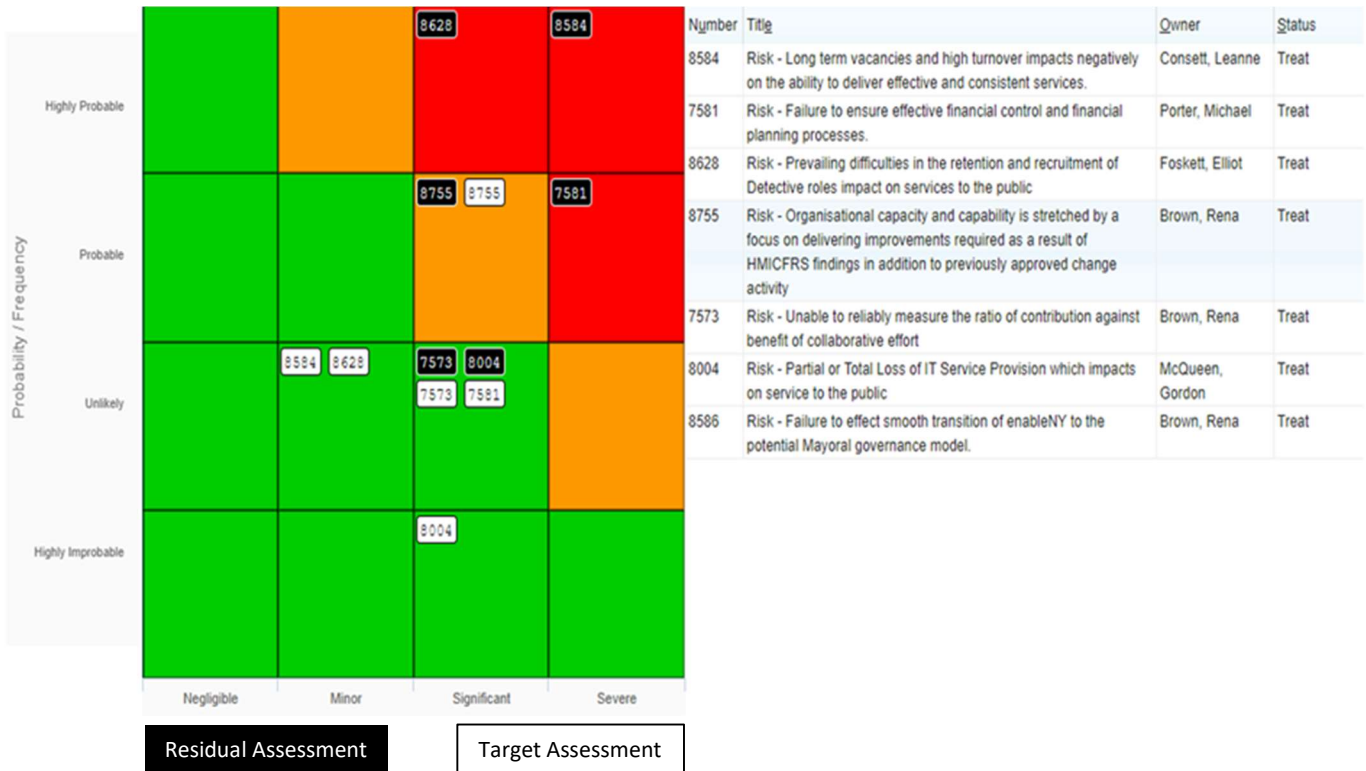 8628 8584
Highly Probable
8755 8755 7581
Probable
Probability / Frequency
8584 8628 7573 8004
7573 7581
Unlikely
8004
Highly Improbable
Negligible Minor Significant Severe
Residual Assessment Target Assessment
Number Title Owner Status
8584 Risk - Long term vacancies and high turnover impacts negatively Consett, Leanne Treat
on the ability to deliver effective and consistent services.
7581 Risk - Failure to ensure effective financial control and financial Porter, Michael Treat
planning processes.
8628 Risk - Prevailing difficulties in the retention and recruitment of Foskett, Elliot Treat
Detective roles impact on services to the public
8755 Risk - Organisational capacity and capability is stretched by a Brown, Rena Treat
focus on delivering improvements required as a result of
HMICFRS findings in addition to previously approved change
activity
7573 Risk - Unable to reliably measure the ratio of contribution against Brown, Rena Treat
benefit of collaborative effort
8004 Risk - Partial or Total Loss of IT Service Provision which impacts McQueen, Treat
on service to the public Gordon
8586 Risk - Failure to effect smooth transition of enableNY to the Brown, Rena Treat
potential Mayoral governance model.